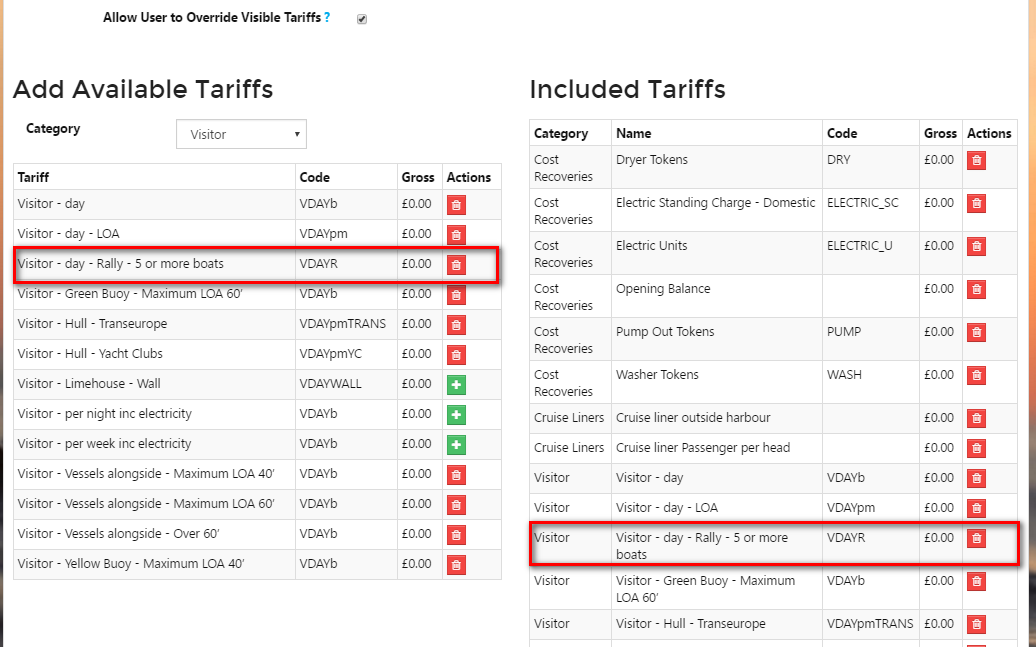 Allow User to Override Visible Tariffs ?
Add Available Tariffs
Category
Visitor
Tariff Code Gross Actions
Visitor - day VDAYb £0.00
Visitor - day - LOA VDAYpm £0.00
Visitor - day - Rally - 5 or more boats VDAYR £0.00
Visitor - Green Buoy - Maximum LOA 60' VDAYb £0.00
Visitor - Hull - Transeurope VDAYpmTRANS £0.00
Visitor - Hull - Yacht Clubs VDAYpmYC £0.00
Visitor - Limehouse - Wall VDAYWALL £0.00
Visitor - per night inc electricity VDAYb £0.00
Visitor - per week inc electricity VDAYb £0.00
Visitor - Vessels alongside - Maximum LOA 40' VDAYb £0.00
Visitor - Vessels alongside - Maximum LOA 60' VDAYb £0.00
Visitor - Vessels alongside - Over 60' VDAYb £0.00
Visitor - Yellow Buoy - Maximum LOA 40' VDAYb £0.00
Included Tariffs
Category Name Code Gross Actions
Cost Dryer Tokens DRY £0.00
Recoveries
Cost Electric Standing Charge - Domestic ELECTRIC_SC £0.00
Recoveries
Cost Electric Units ELECTRIC_U £0.00
Recoveries
Cost Opening Balance £0.00
Recoveries
Cost Pump Out Tokens PUMP £0.00
Recoveries
Cost Washer Tokens WASH £0.00
Recoveries
Cruise Liners Cruise liner outside harbour £0.00
Cruise Liners Cruise liner Passenger per head £0.00
Visitor Visitor - day VDAYb £0.00
Visitor Visitor - day - LOA VDAYpm £0.00
Visitor Visitor - day - Rally - 5 or more VDAYR £0.00
boats
Visitor Visitor - Green Buoy - Maximum VDAYb £0.00
LOA 60'
Visitor Visitor - Hull - Transeurope VDAYpmTRANS £0.00